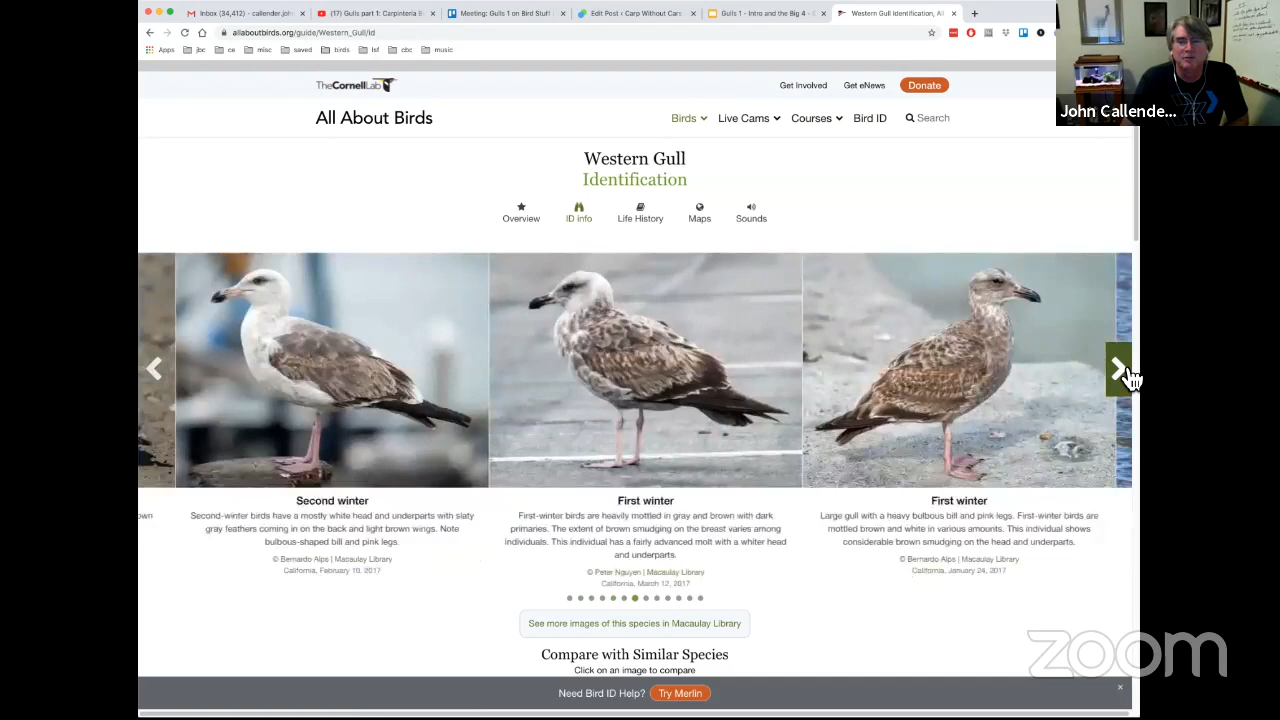 Inbox (34,412) - callender.john
(17) Gulls part 1: Carpinteria B
Meeting: Gulls 1 on Bird Stuff
Edit Post ‹ Carp Without Cars
Gulls 1 - Intro and the Big 4 - G
Western Gull Identification, All
allaboutbirds.org/guide/Western_Gull/id
Apps jbc ce misc saved birds lsf cbc music
John Callende...
TheCornellLab
Get Involved Get eNews Donate
All About Birds
Birds Live Cams Courses Bird ID Search
Western Gull
Identification
Overview ID info Life History Maps Sounds
own
Second winter
Second-winter birds have a mostly white head and underparts with slaty
gray feathers coming in on the back and light brown wings. Note
bulbous-shaped bill and pink legs.
© Bernardo Alps | Macaulay Library
California, February 10, 2017
First winter
First-winter birds are heavily mottled in gray and brown with dark
primaries. The extent of brown smudging on the breast varies among
individuals. This individual has a fairly advanced molt with a whiter head
and underparts.
© Peter Nguyen | Macaulay Library
California, March 12, 2017
First winter
Large gull with a heavy bulbous bill and pink legs. First-winter birds are
mottled brown and white in various amounts. This individual shows
considerable brown smudging on the head and underparts.
© Bernardo Alps | Macaulay Library
California, January 24, 2017
See more images of this species in Macaulay Library
Compare with Similar Species
Click on an image to compare
Need Bird ID Help? Try Merlin
zoom